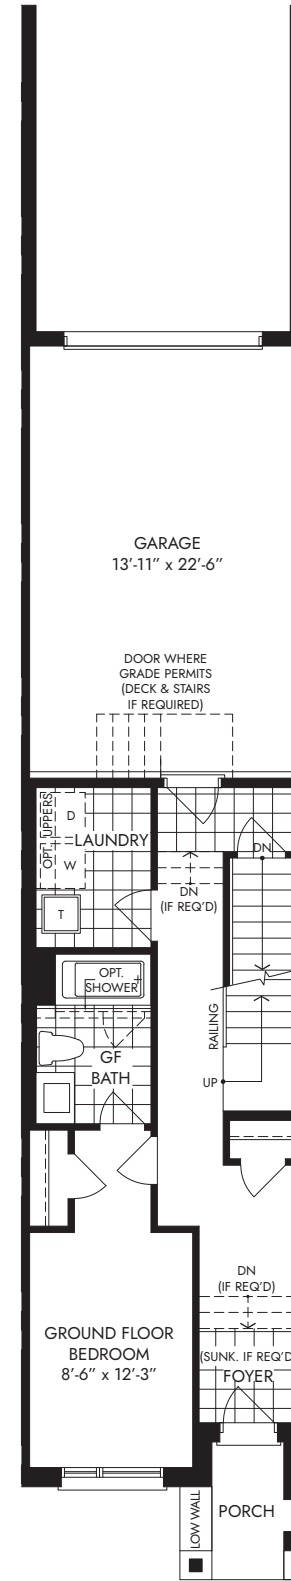 GARAGE
13'-11" x 22'-6"
DOOR WHERE
GRADE PERMITS
(DECK & STAIRS
IF REQUIRED)
OPT. UPPERS
D
LAUNDRY
W
T
DN
(IF REQ'D)
DN
OPT.
SHOWER
RAILING
GF
BATH
UP
DN
(IF REQ'D)
GROUND FLOOR
BEDROOM
8'-6" x 12'-3"
(SUNK. IF REQ'D
FOYER
LOW WALL
PORCH